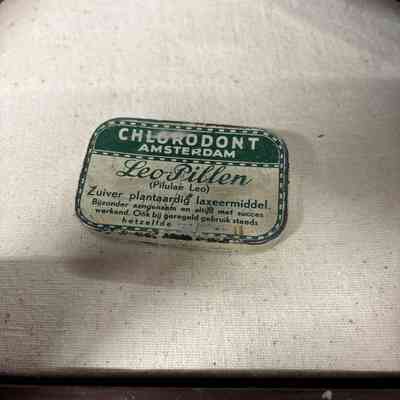 CHLORODONT
AMSTERDAM
Leo-Pillen
(Pilulae Leo)
Zuiver plantaardig laxeermiddel.
Bijzonder aangenaam en altijd met succes
werkend. Ook bij geregeld gebruik steeds
hetzelfde